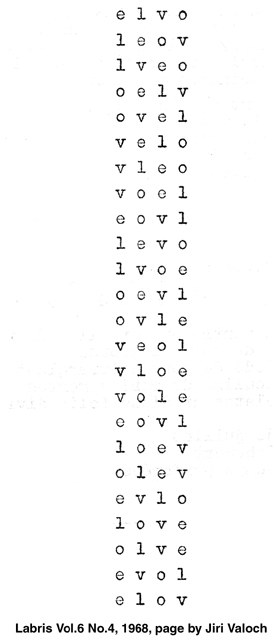 e l v o
l e o v
l v e o
o e l v
o v e l
v e l o
v l e o
v o e l
e o v l
l e v o
l v o e
o e v l
o v l e
v e o l
v l o e
v o l e
e o v l
l o e v
o l e v
e v l o
l o v e
o l v e
e v o l
e l o v
Labris Vol.6 No.4, 1968, page by Jiri Valoch